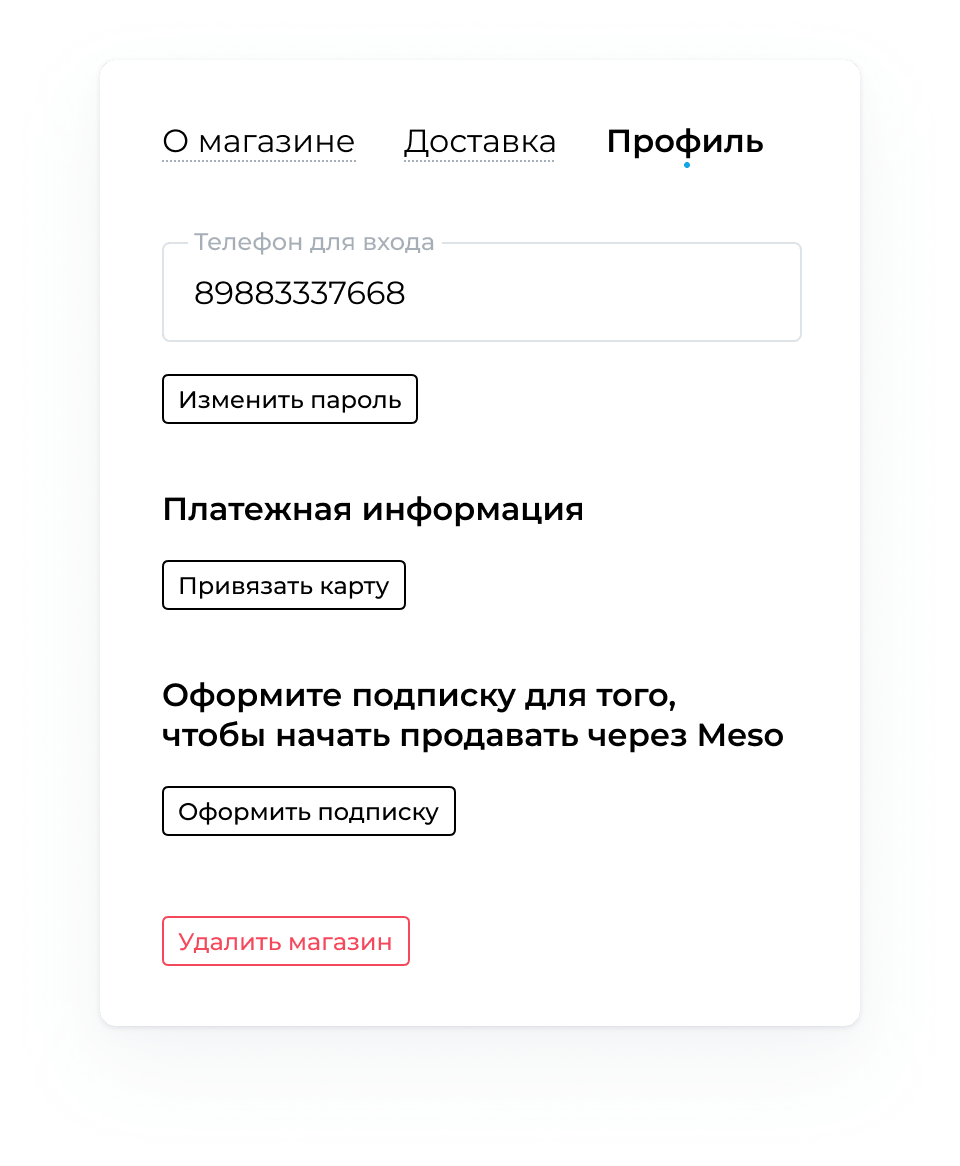 О магазине Доставка Профиль
Телефон для входа
89883337668
Изменить пароль
Платежная информация
Привязать карту
Оформите подписку для того,
чтобы начать продавать через Meso
Оформить подписку
Удалить магазин